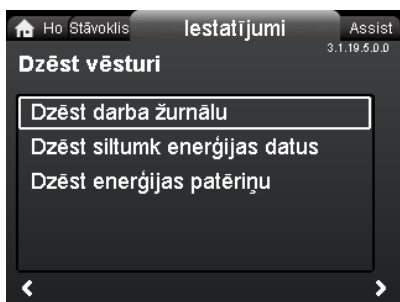 Ho Stāvoklis Iestatījumi Assist
3.1.19.5.0.0
Dzēst vēsturi
Dzēst darba žurnālu
Dzēst siltumk enerģijas datus
Dzēst enerģijas patēriņu